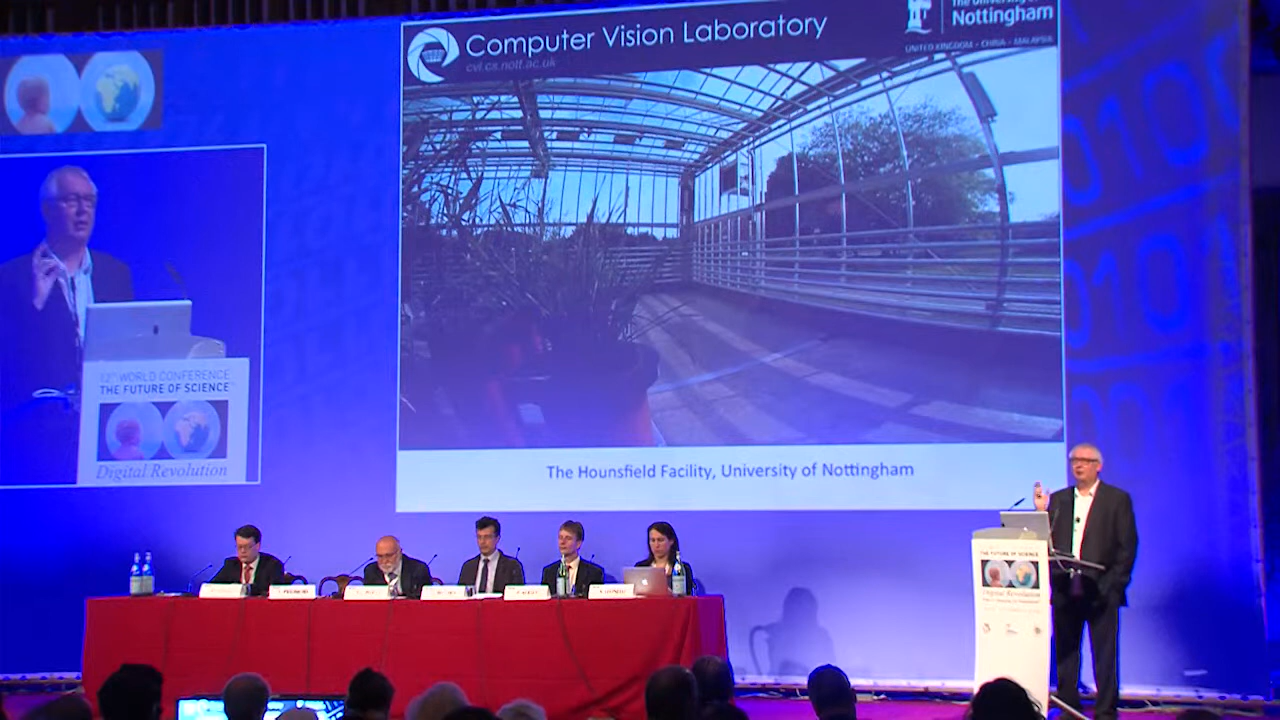 Computer Vision Laboratory
cvl.cs.nott.ac.uk
The University of
Nottingham
UNITED KINGDOM · CHINA · MALAYSIA
12th WORLD CONFERENCE
THE FUTURE OF SCIENCE
Digital Revolution
The Hounsfield Facility, University of Nottingham
THE FUTURE OF SCIENCE
Digital Revolution